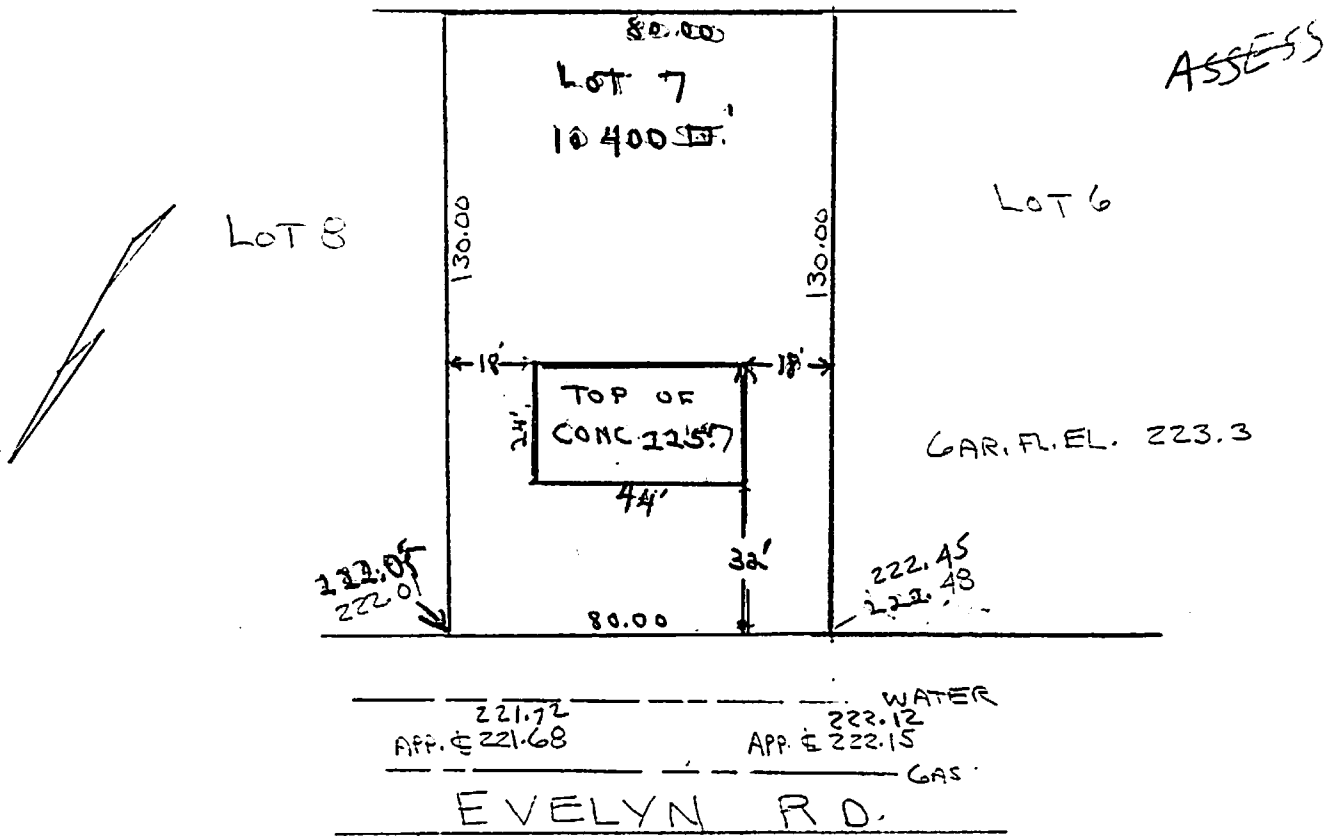 80.00
ASSESS
LOT 7
10 400
LOT 8
130.00
130.00
LOT 6
18'
18'
24'
TOP OF
CONC. 225.7
44'
GAR. FL. EL. 223.3
32'
222.05
222.01
222.45
222.48
80.00
WATER
221.72
222.12
APP. ℄ 221.68
APP. ℄ 222.15
GAS
EVELYN RD.